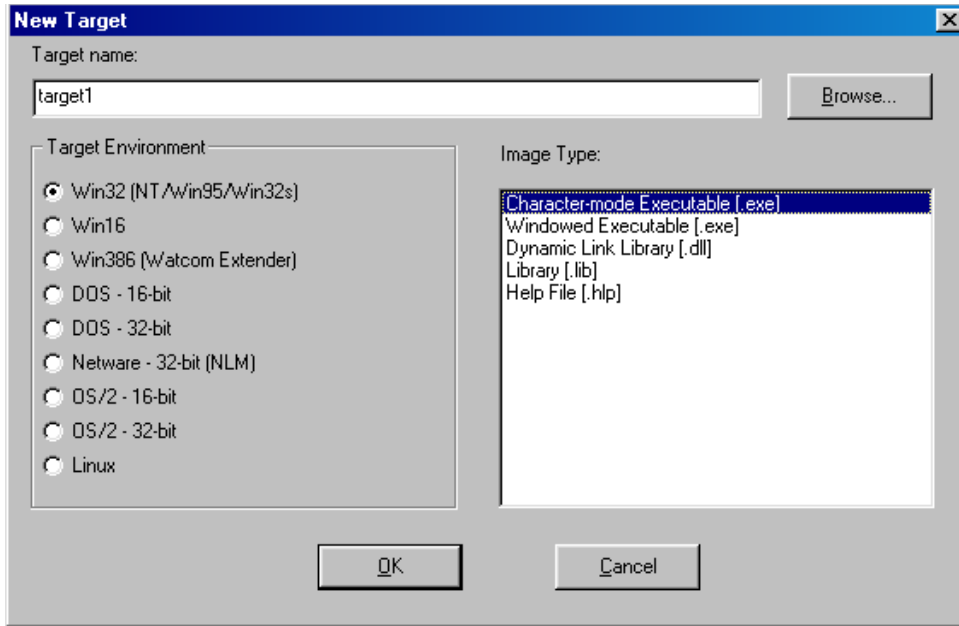 New Target
Target name:
target1
Browse...
Target Environment
Win32 (NT/Win95/Win32s)
Win16
Win386 (Watcom Extender)
DOS - 16-bit
DOS - 32-bit
Netware - 32-bit (NLM)
OS/2 - 16-bit
OS/2 - 32-bit
Linux
Image Type:
Character-mode Executable [.exe]
Windowed Executable [.exe]
Dynamic Link Library [.dll]
Library [.lib]
Help File [.hlp]
OK
Cancel